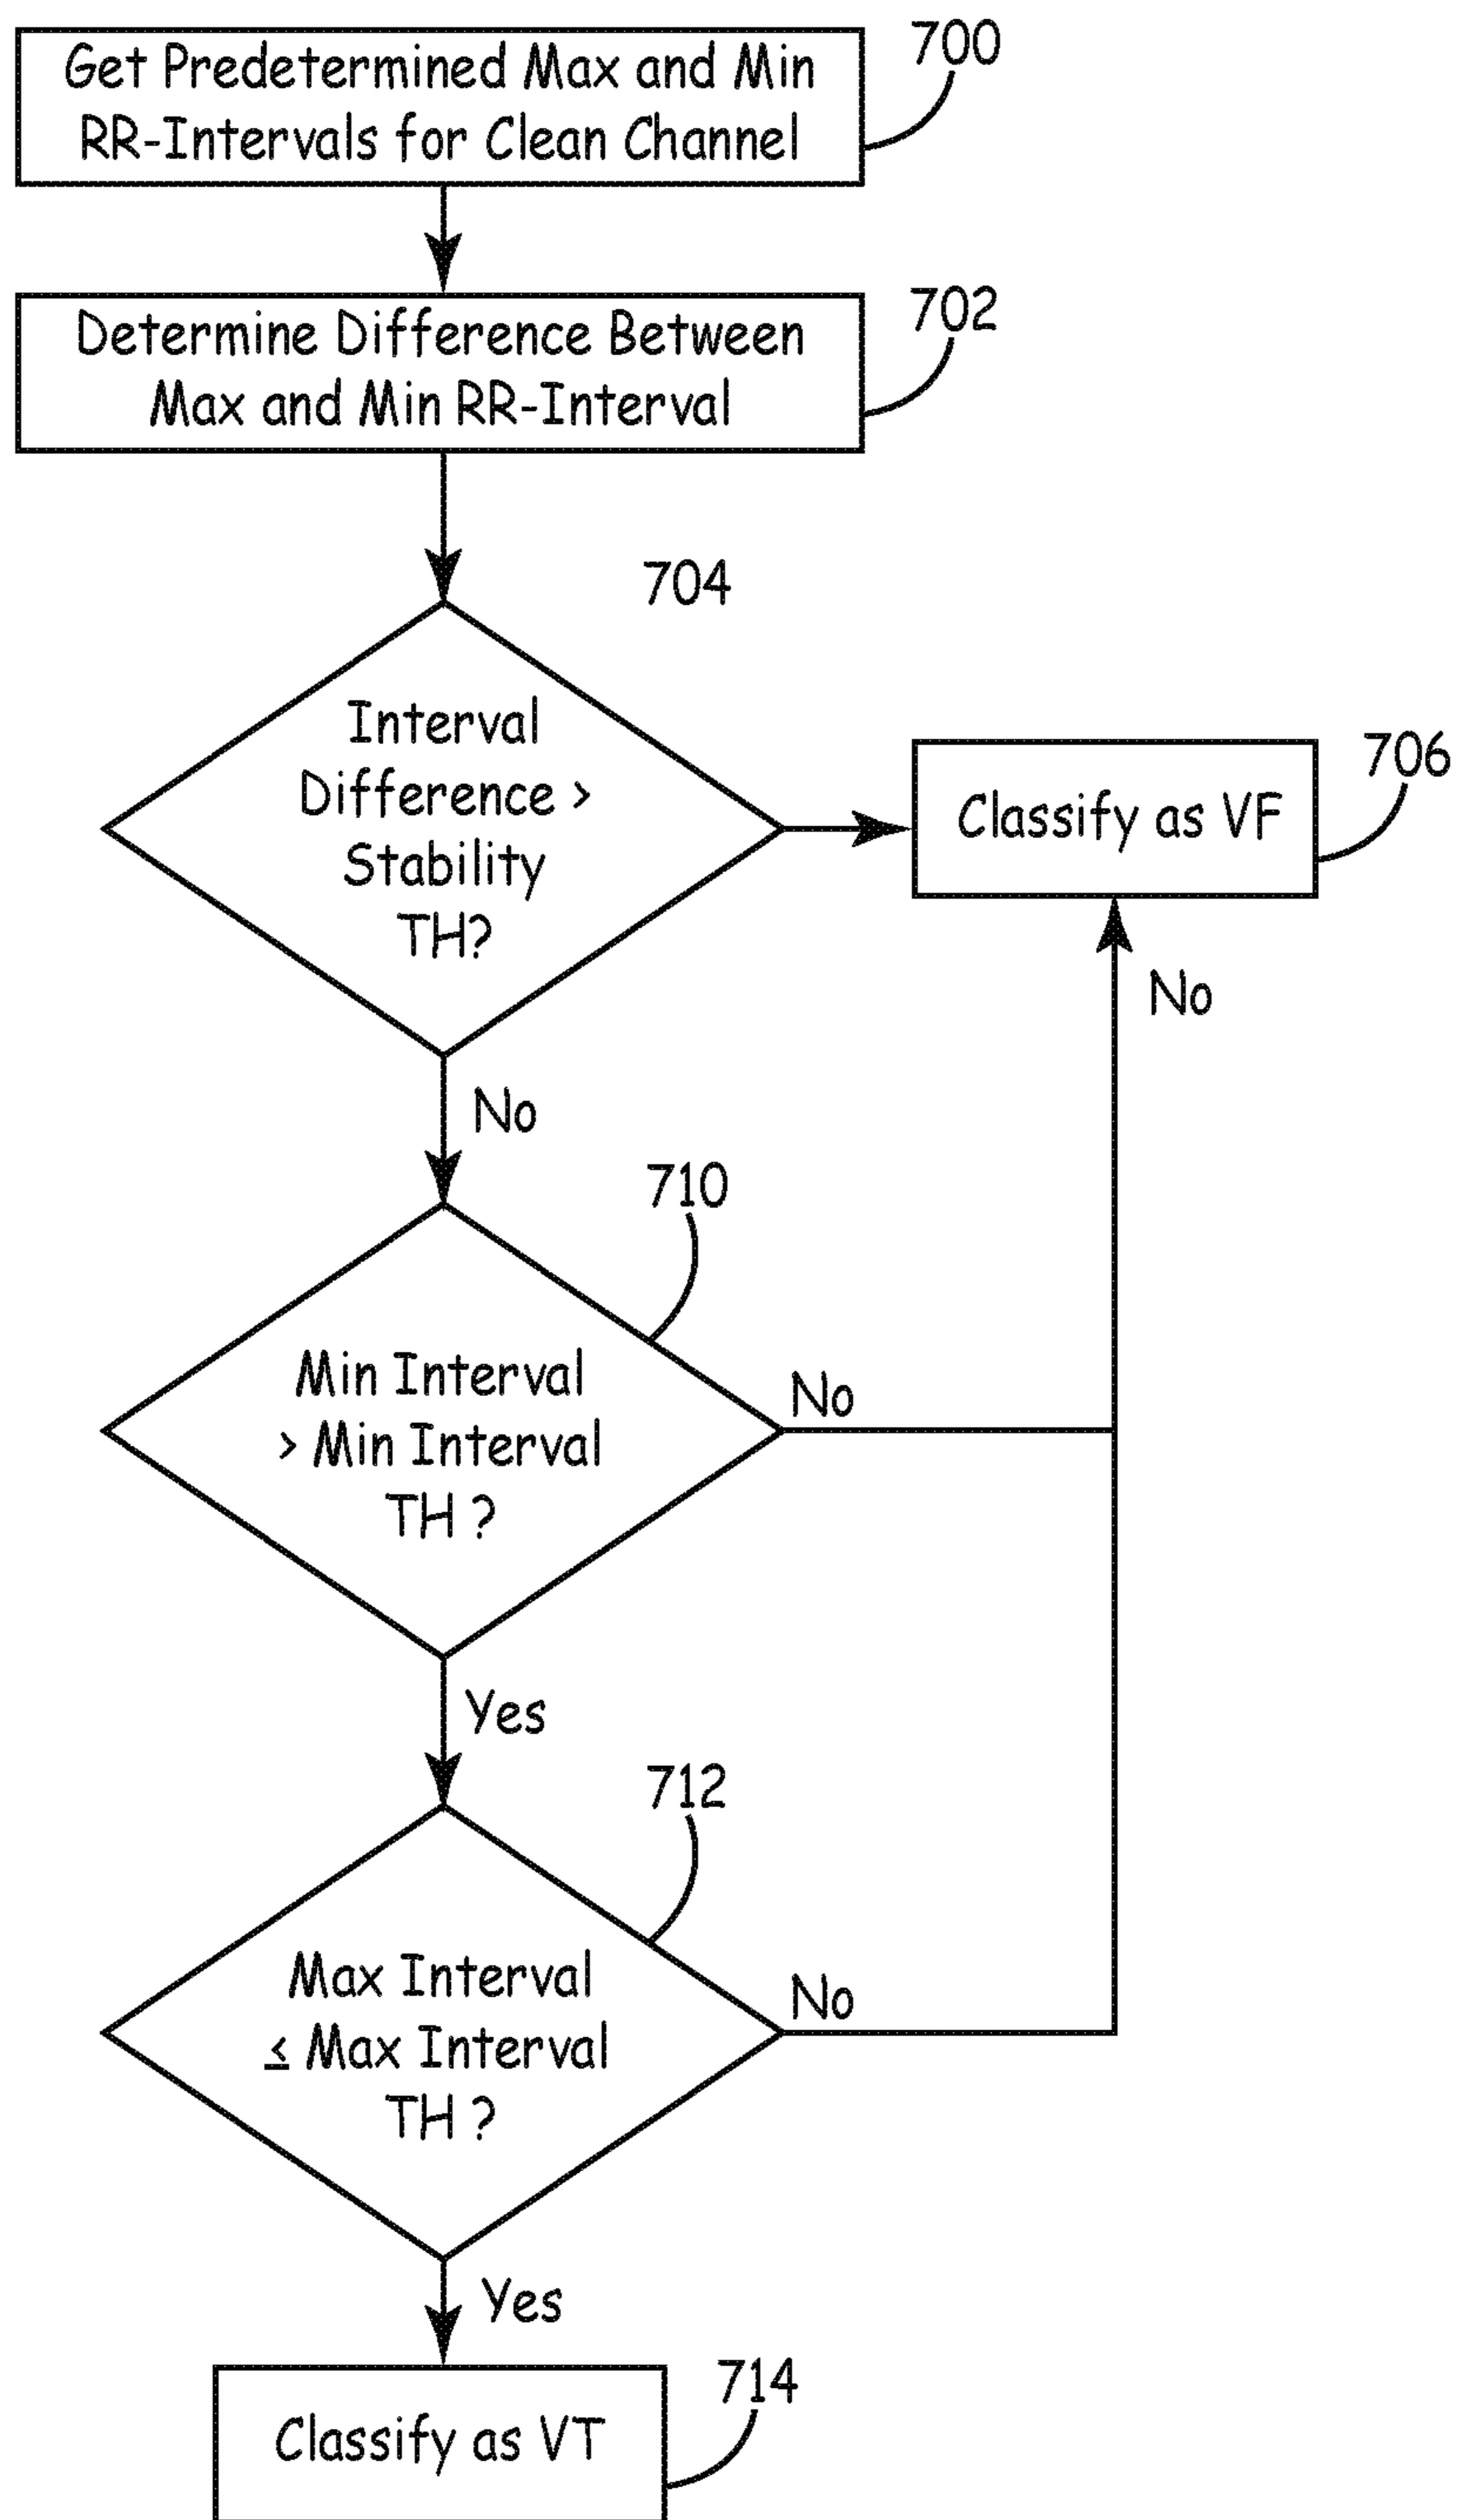 700
Get Predetermined Max and Min
RR-Intervals for Clean Channel
702
Determine Difference Between
Max and Min RR-Interval
704
Interval
Difference >
Stability
TH?
706
Classify as VF
No
No
710
Min Interval
> Min Interval
TH ?
No
Yes
712
Max Interval
≤ Max Interval
TH ?
No
Yes
714
Classify as VT